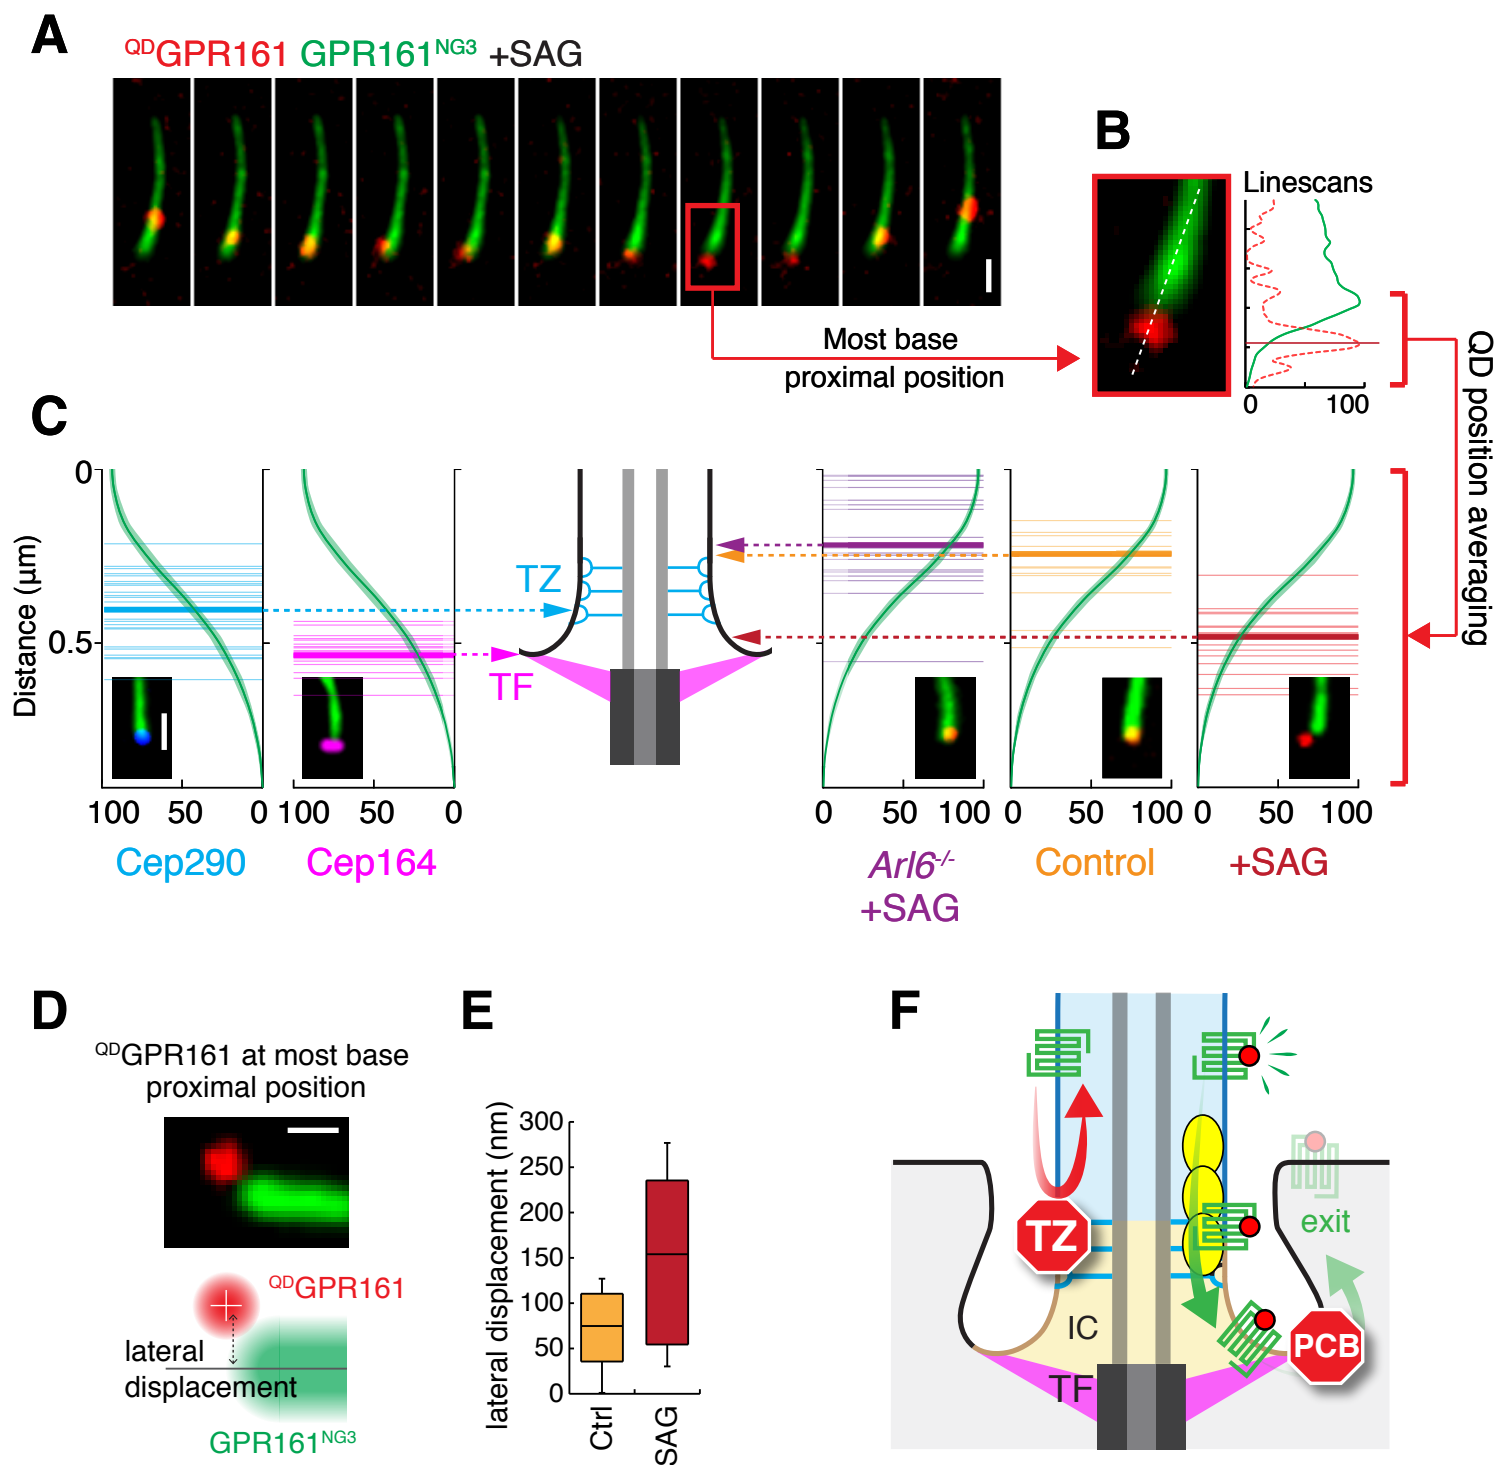 A
QDGPR161 GPR161NG3 +SAG
B
Linescans
0 100
Most base
proximal position
QD position averaging
C
Distance (µm)
0
0.5
TZ
TF
100 50 0
100 50 0
0 50 100
0 50 100
0 50 100
Cep290
Cep164
Arl6-/-
+SAG
Control
+SAG
D
QDGPR161 at most base
proximal position
QDGPR161
lateral
displacement
GPR161NG3
E
lateral displacement (nm)
300
250
200
150
100
50
0
Ctrl
SAG
F
TZ
exit
IC
PCB
TF